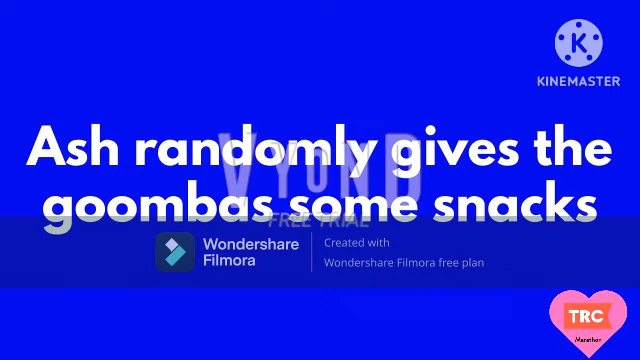 KINEMASTER
Ash randomly gives the
goombas some snacks
VYOND
FREE TRIAL
Wondershare
Filmora
Created with
Wondershare Filmora free plan
TRC
Marathon